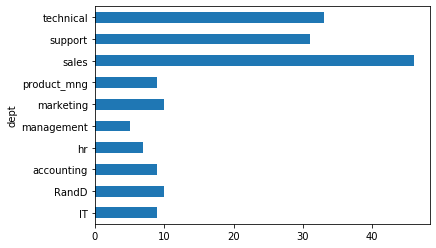 technical
support
sales
product_mng
marketing
management
hr
accounting
RandD
IT
dept
0 10 20 30 40